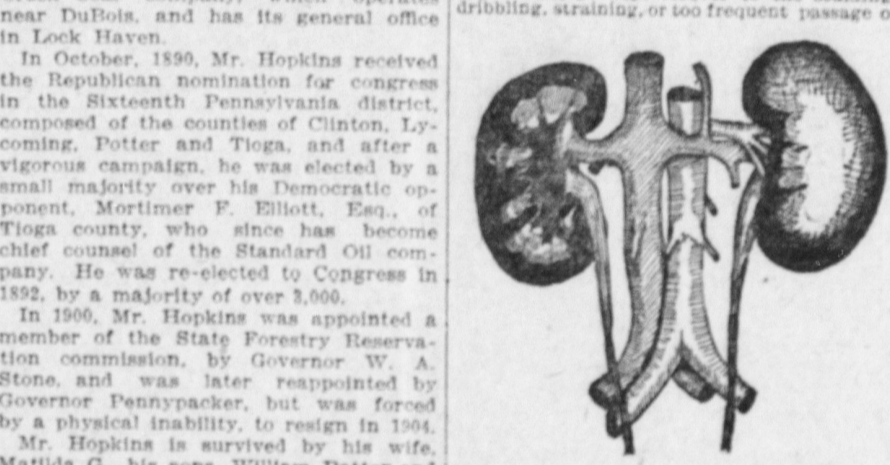 near DuBois, and has its general office
in Lock Haven.
In October, 1890, Mr. Hopkins received
the Republican nomination for congress
in the Sixteenth Pennsylvania district,
composed of the counties of Clinton, Ly-
coming, Potter and Tioga, and after a
vigorous campaign, he was elected by a
small majority over his Democratic op-
ponent, Mortimer F. Elliott, Esq., of
Tioga county, who since has become
chief counsel of the Standard Oil com-
pany. He was re-elected to Congress in
1892, by a majority of over 3,000.
In 1900, Mr. Hopkins was appointed a
member of the State Forestry Reserva-
tion commission, by Governor W. A.
Stone, and was later reappointed by
Governor Pennypacker, but was forced
by a physical inability, to resign in 1904.
Mr. Hopkins is survived by his wife,
dribbling, straining, or too frequent passage